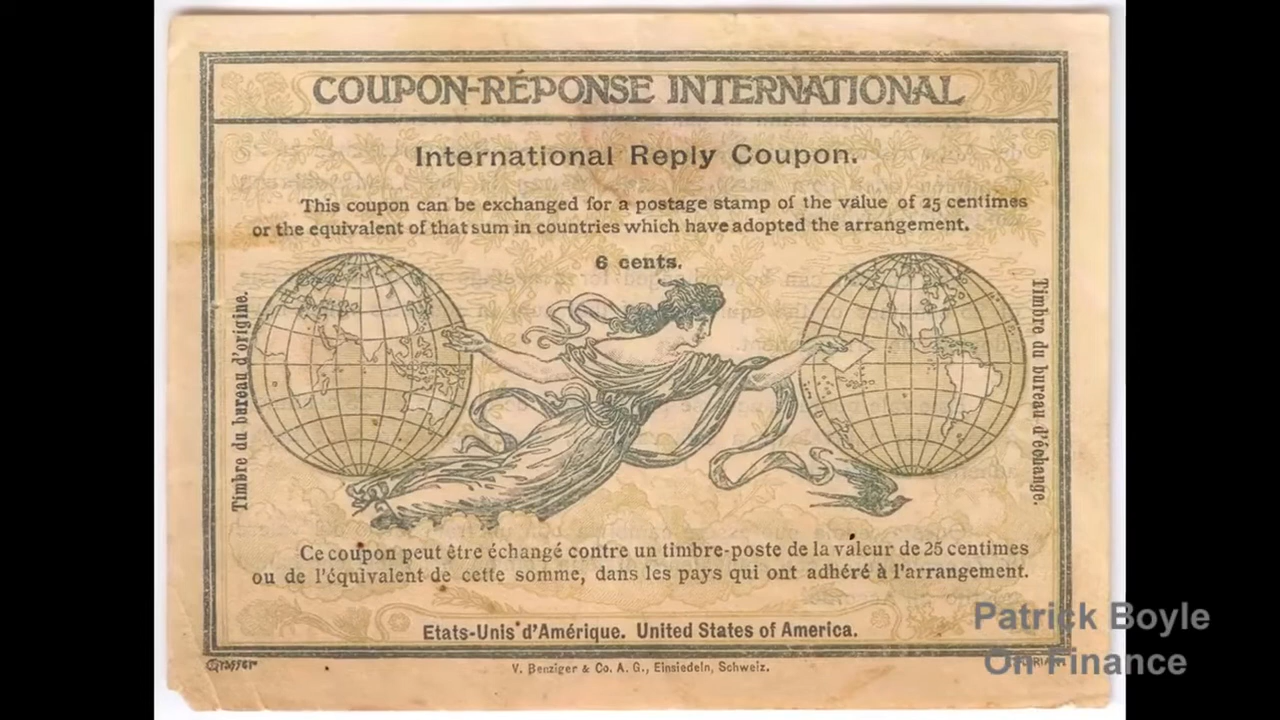 COUPON-RÉPONSE INTERNATIONAL
International Reply Coupon.
This coupon can be exchanged for a postage stamp of the value of 25 centimes
or the equivalent of that sum in countries which have adopted the arrangement.
6 cents.
Timbre du bureau d'origine.
Timbre du bureau d'échange.
Ce coupon peut être échangé contre un timbre-poste de la valeur de 25 centimes
ou de l'équivalent de cette somme, dans les pays qui ont adhéré à l'arrangement.
Etats-Unis d'Amérique. United States of America.
V. Benziger & Co. A. G., Einsiedeln, Schweiz.
Patrick Boyle
On Finance